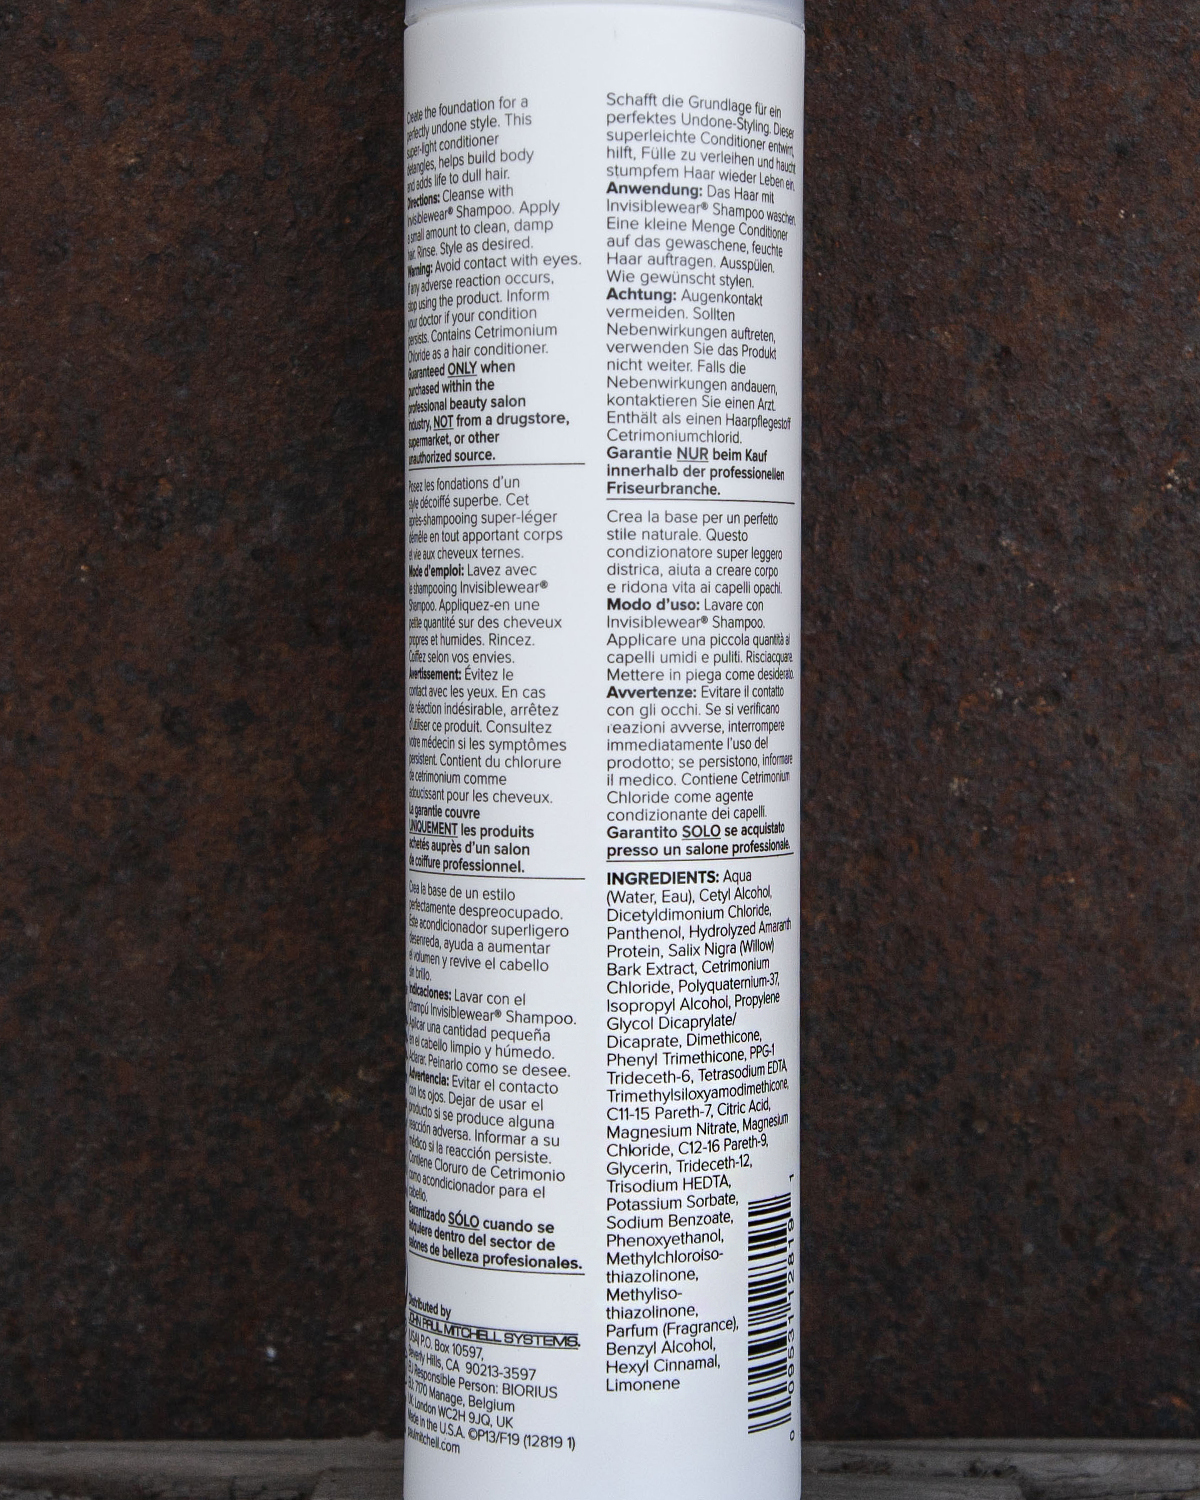 Create the foundation for a
perfectly undone style. This
super-light conditioner
detangles, helps build body
and adds life to dull hair.
Directions: Cleanse with
Invisiblewear® Shampoo. Apply
a small amount to clean, damp
hair. Rinse. Style as desired.
Warning: Avoid contact with eyes.
If any adverse reaction occurs,
stop using the product. Inform
your doctor if your condition
persists. Contains Cetrimonium
Chloride as a hair conditioner.
Guaranteed ONLY when
purchased within the
professional beauty salon
industry, NOT from a drugstore,
supermarket, or other
unauthorized source.
Posez les fondations d'un
style décoiffé superbe. Cet
après-shampooing super-léger
démêle en tout apportant corps
et vie aux cheveux ternes.
Mode d'emploi: Lavez avec
le shampooing Invisiblewear®
Shampoo. Appliquez-en une
petite quantité sur des cheveux
propres et humides. Rincez.
Coiffez selon vos envies.
Avertissement: Évitez le
contact avec les yeux. En cas
de réaction indésirable, arrêtez
d'utiliser ce produit. Consultez
votre médecin si les symptômes
persistent. Contient du chlorure
de cetrimonium comme
adoucissant pour les cheveux.
La garantie couvre
UNIQUEMENT les produits
achetés auprès d'un salon
de coiffure professionnel.
Crea la base de un estilo
perfectamente despreocupado.
Este acondicionador superligero
desenreda, ayuda a aumentar
el volumen y revive el cabello
sin brillo.
Indicaciones: Lavar con el
champú Invisiblewear® Shampoo.
Aplicar una cantidad pequeña
en el cabello limpio y húmedo.
Aclarar. Peinarlo como se desee.
Advertencia: Evitar el contacto
con los ojos. Dejar de usar el
producto si se produce alguna
reacción adversa. Informar a su
médico si la reacción persiste.
Contiene Cloruro de Cetrimonio
como acondicionador para el
cabello.
Garantizado SÓLO cuando se
adquiere dentro del sector de
salones de belleza profesionales.
Distributed by
JOHN PAUL MITCHELL SYSTEMS.
USA| P.O. Box 10597,
Beverly Hills, CA 90213-3597
EU Responsible Person: BIORIUS
7170 Manage, Belgium
London WC2H 9JQ, UK
Made in the U.S.A. ©P13/F19 (12819 1)
paulmitchell.com
Schafft die Grundlage für ein
perfektes Undone-Styling. Dieser
superleichte Conditioner entwirrt,
hilft, Fülle zu verleihen und haucht
stumpfem Haar wieder Leben ein.
Anwendung: Das Haar mit
Invisiblewear® Shampoo waschen.
Eine kleine Menge Conditioner
auf das gewaschene, feuchte
Haar auftragen. Ausspülen.
Wie gewünscht stylen.
Achtung: Augenkontakt
vermeiden. Sollten
Nebenwirkungen auftreten,
verwenden Sie das Produkt
nicht weiter. Falls die
Nebenwirkungen andauern,
kontaktieren Sie einen Arzt.
Enthält als einen Haarpflegestoff
Cetrimoniumchlorid.
Garantie NUR beim Kauf
innerhalb der professionellen
Friseurbranche.
Crea la base per un perfetto
stile naturale. Questo
condizionatore super leggero
districa, aiuta a creare corpo
e ridona vita ai capelli opachi.
Modo d'uso: Lavare con
Invisiblewear® Shampoo.
Applicare una piccola quantità ai
capelli umidi e puliti. Risciacquare.
Mettere in piega come desiderato.
Avvertenze: Evitare il contatto
con gli occhi. Se si verificano
reazioni avverse, interrompere
immediatamente l'uso del
prodotto; se persistono, informare
il medico. Contiene Cetrimonium
Chloride come agente
condizionante dei capelli.
Garantito SOLO se acquistato
presso un salone professionale.
INGREDIENTS: Aqua
(Water, Eau), Cetyl Alcohol,
Dicetyldimonium Chloride,
Panthenol, Hydrolyzed Amaranth
Protein, Salix Nigra (Willow)
Bark Extract, Cetrimonium
Chloride, Polyquaternium-37,
Isopropyl Alcohol, Propylene
Glycol Dicaprylate/
Dicaprate, Dimethicone,
Phenyl Trimethicone, PPG-1
Trideceth-6, Tetrasodium EDTA
Trimethylsiloxyamodimethicone,
C11-15 Pareth-7, Citric Acid,
Magnesium Nitrate, Magnesium
Chloride, C12-16 Pareth-9,
Glycerin, Trideceth-12,
Trisodium HEDTA,
Potassium Sorbate,
Sodium Benzoate,
Phenoxyethanol,
Methylchloroiso-
thiazolinone,
Methyliso-
thiazolinone,
Parfum (Fragrance),
Benzyl Alcohol,
Hexyl Cinnamal,
Limonene
0 09531 12819 1